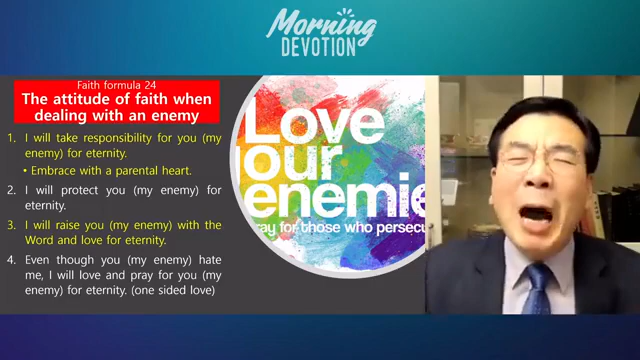 Morning
DEVOTION
Faith formula 24
The attitude of faith when
dealing with an enemy
1. I will take responsibility for you (my
enemy) for eternity.
• Embrace with a parental heart.
2. I will protect you (my enemy) for
eternity.
3. I will raise you (my enemy) with the
Word and love for eternity.
4. Even though you (my enemy) hate
me, I will love and pray for you (my
enemy) for eternity. (one sided love)
Love
our
enemie
ray for those who persecu